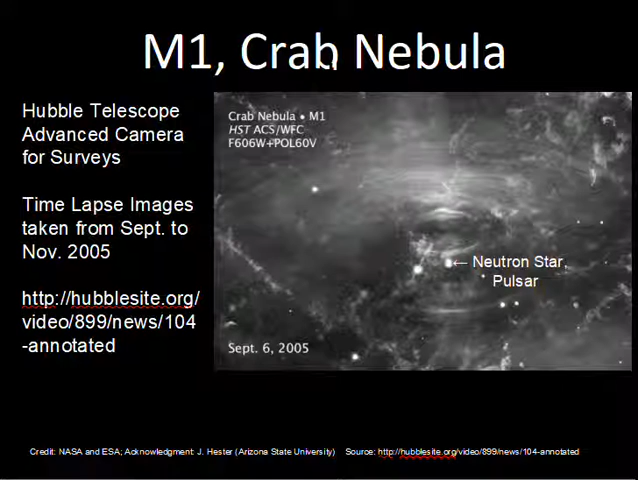 M1, Crab Nebula
Hubble Telescope
Advanced Camera
for Surveys
Time Lapse Images
taken from Sept. to
Nov. 2005
http://hubblesite.org/
video/899/news/104
-annotated
Crab Nebula • M1
HST ACS/WFC
F606W+POL60V
← Neutron Star,
Pulsar
Sept. 6, 2005
Credit: NASA and ESA; Acknowledgment: J. Hester (Arizona State University) Source: http://hubblesite.org/video/899/news/104-annotated